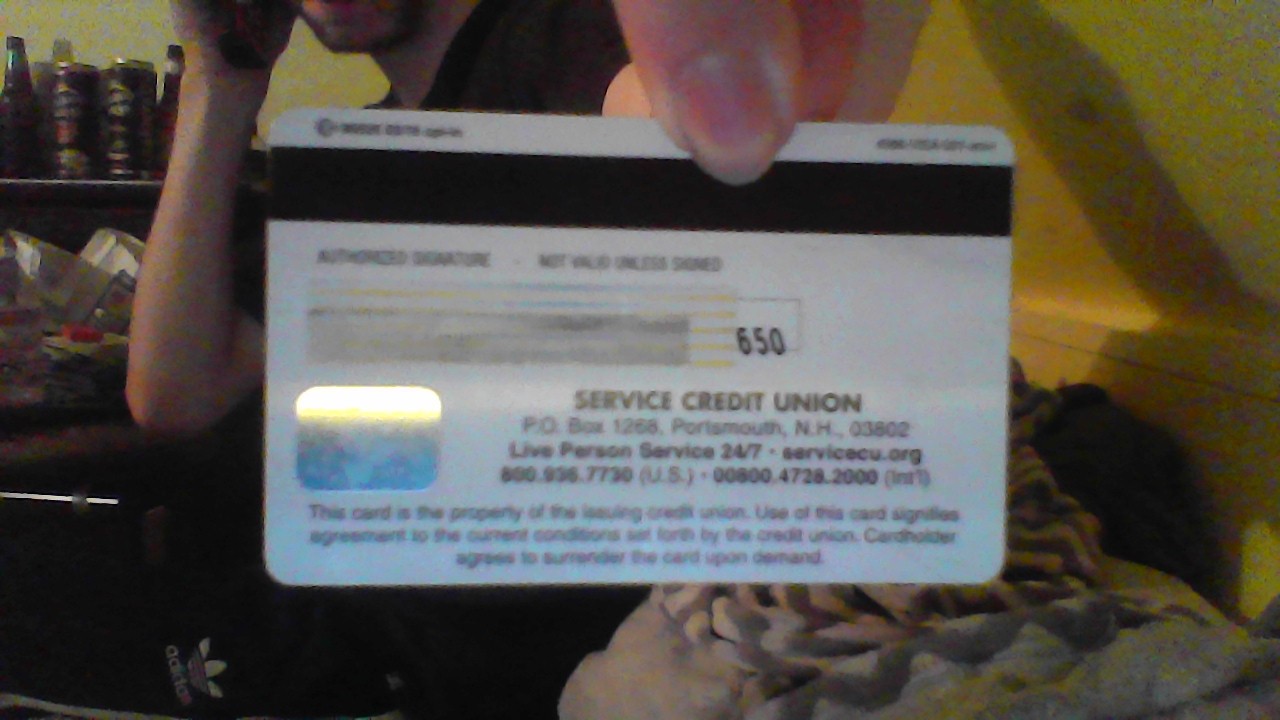 AUTHORIZED SIGNATURE - NOT VALID UNLESS SIGNED
650
SERVICE CREDIT UNION
P.O. Box 1268, Portsmouth, N.H., 03802
Live Person Service 24/7 · servicecu.org
800.936.7730 (U.S.) · 00800.4728.2000 (Int'l)
This card is the property of the issuing credit union. Use of this card signifies
agreement to the current conditions set forth by the credit union. Cardholder
agrees to surrender the card upon demand.
adidas